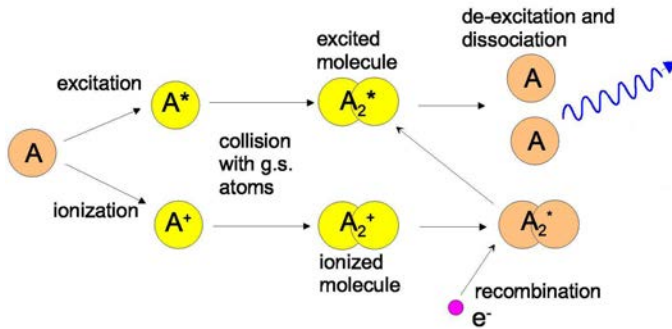 de-excitation and
dissociation
excited
molecule
excitation
A
A*
A₂*
A
A
collision
with g.s.
atoms
ionization
A⁺
A₂⁺
A₂*
ionized
molecule
recombination
e⁻